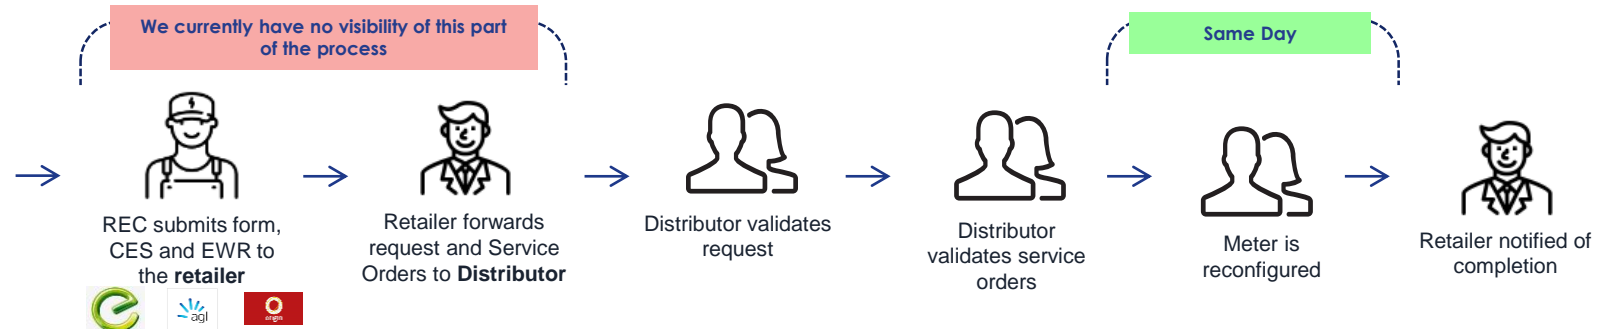 We currently have no visibility of this part
of the process
Same Day
REC submits form,
CES and EWR to
the retailer
Retailer forwards
request and Service
Orders to Distributor
Distributor validates
request
Distributor
validates service
orders
Meter is
reconfigured
Retailer notified of
completion
agl
origin